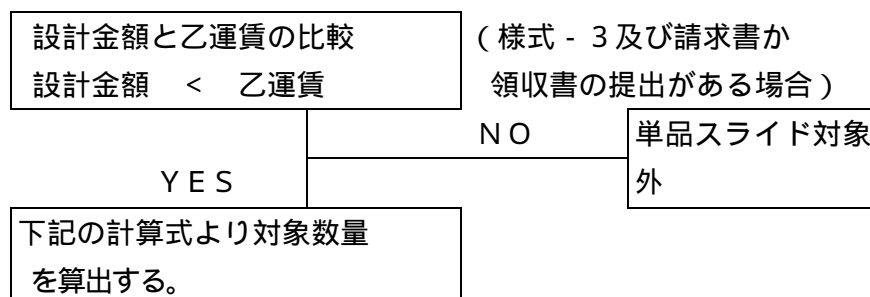 設計金額と乙運賃の比較
設計金額　<　乙運賃
(様式-3及び請求書か
領収書の提出がある場合)
ＮＯ
単品スライド対象
外
ＹＥＳ
下記の計算式より対象数量
を算出する。